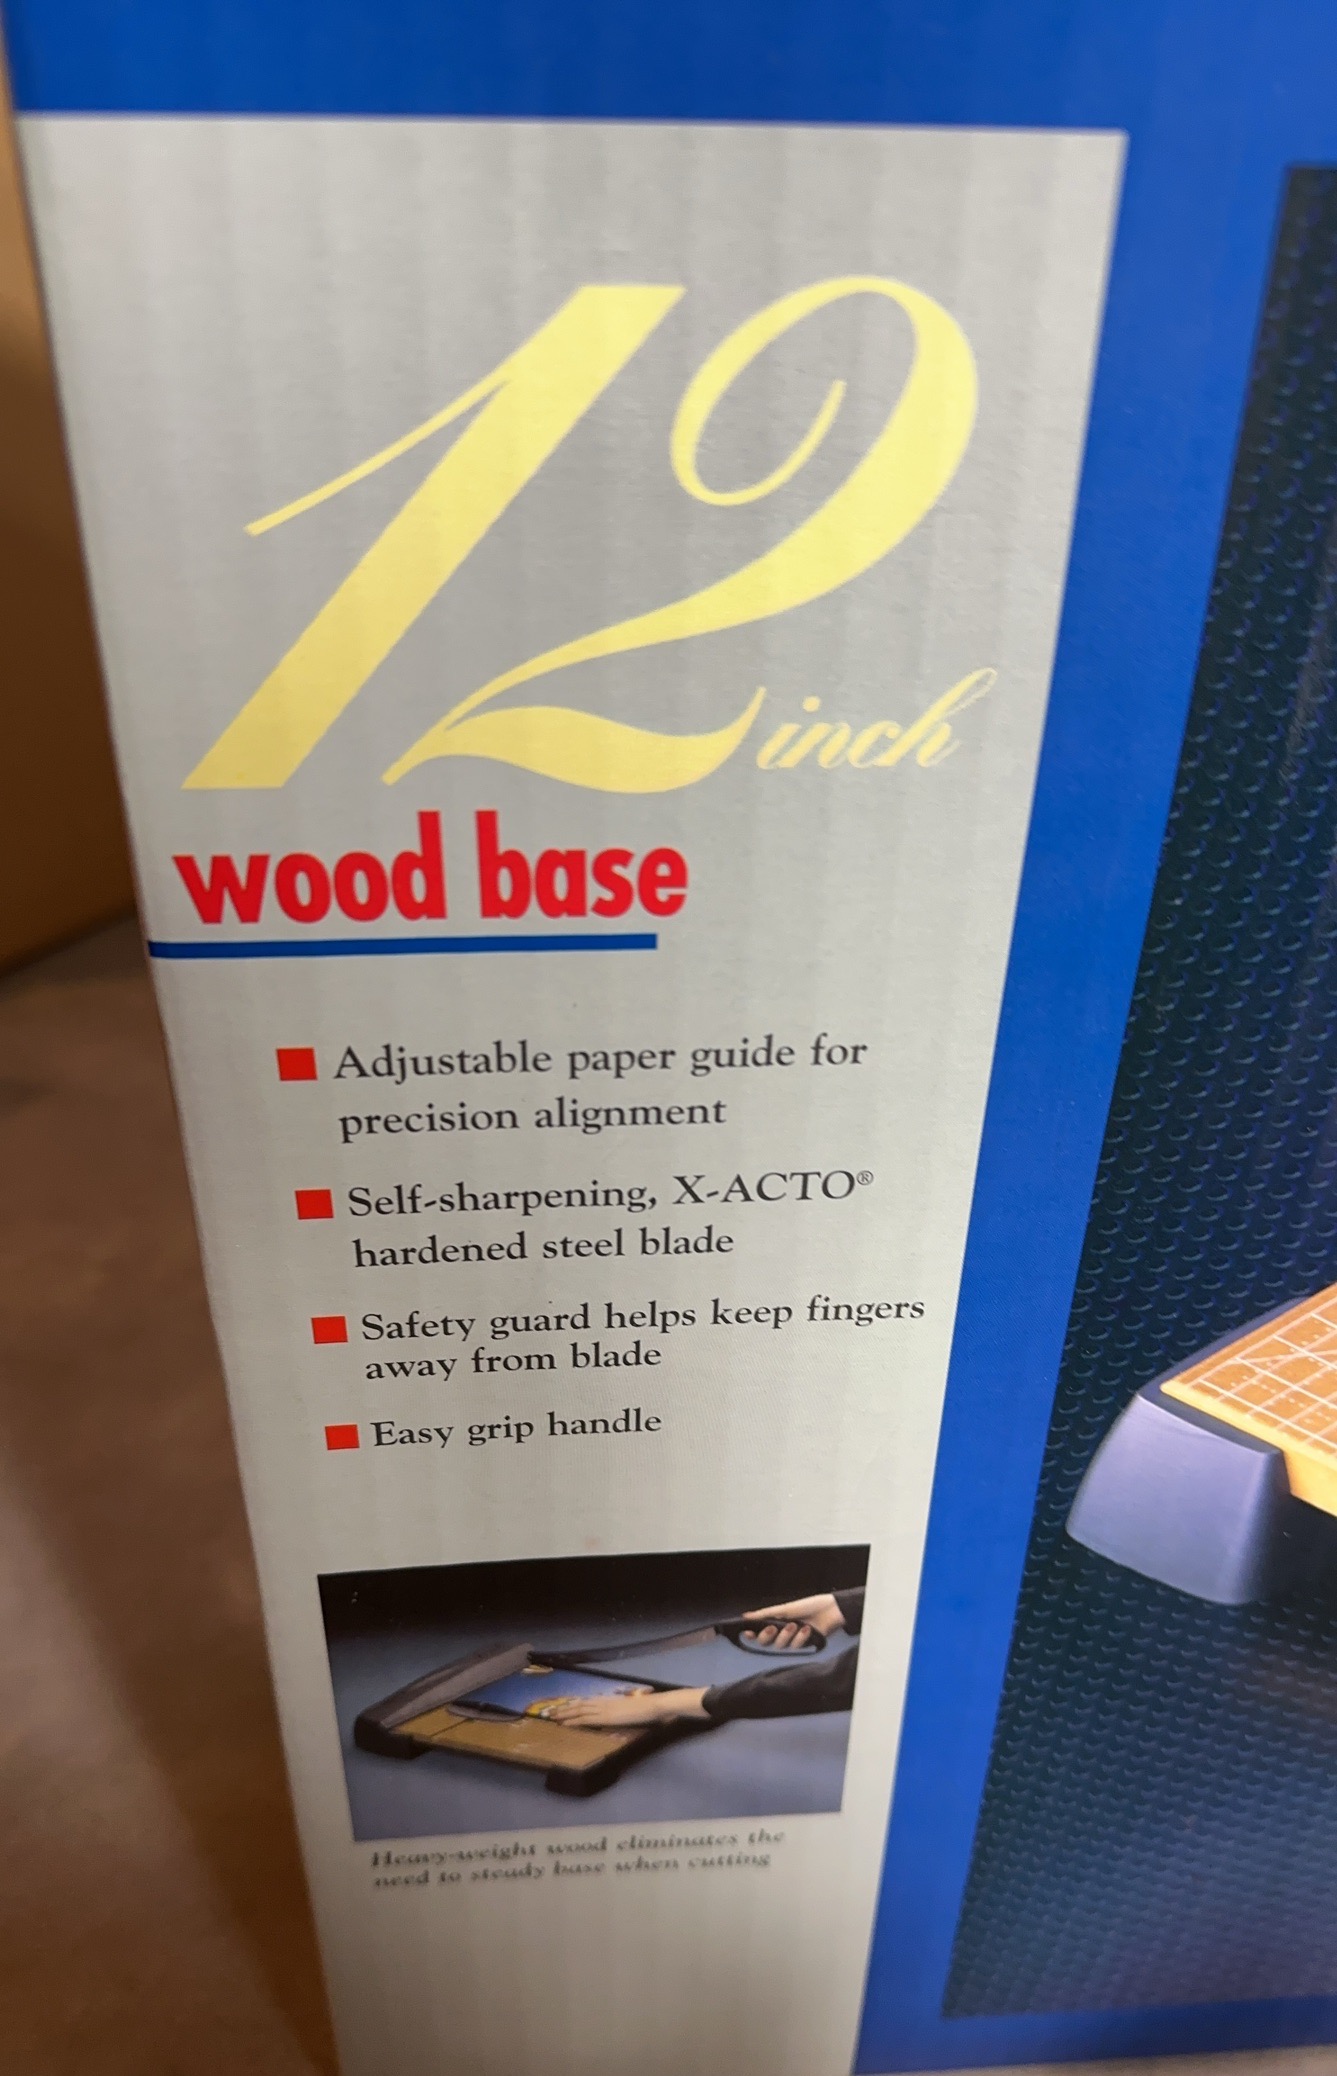 12 inch
wood base
Adjustable paper guide for
precision alignment
Self-sharpening, X-ACTO®
hardened steel blade
Safety guard helps keep fingers
away from blade
Easy grip handle
Heavy-weight wood eliminates the
need to steady base when cutting